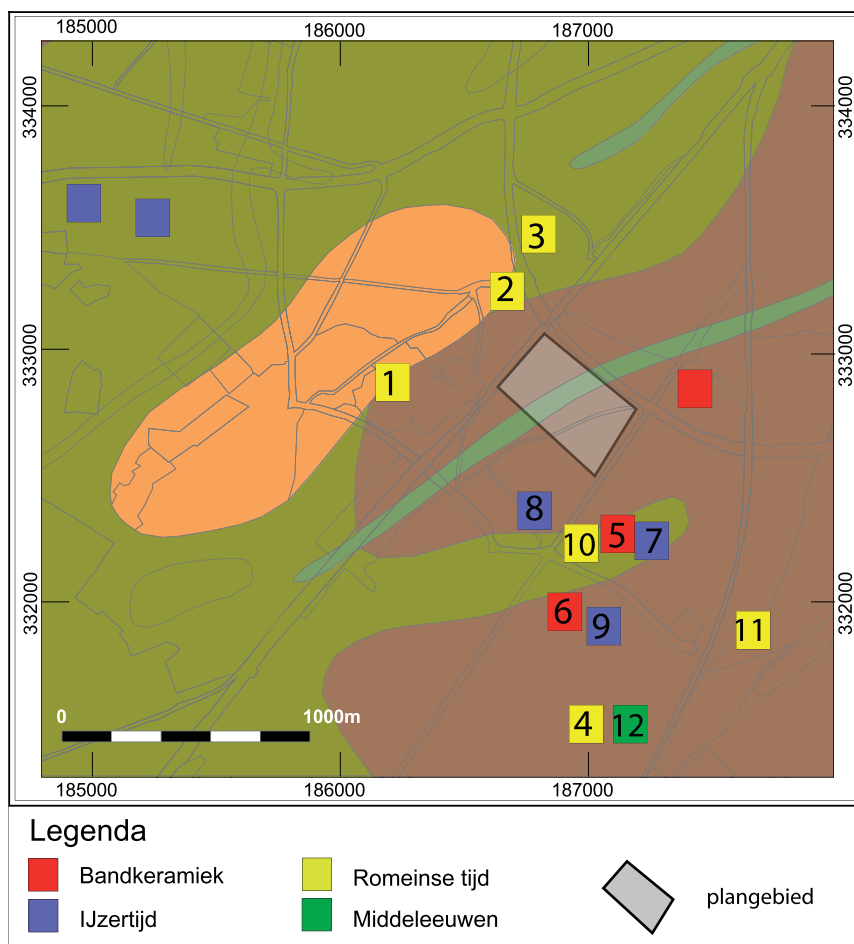 185000 186000 187000
334000 334000
3
2
333000 333000
1
8
5
10 7
332000 332000
6
9 11
0 1000m
4 12
185000 186000 187000
Legenda
Bandkeramiek Romeinse tijd
plangebied
IJzertijd Middeleeuwen